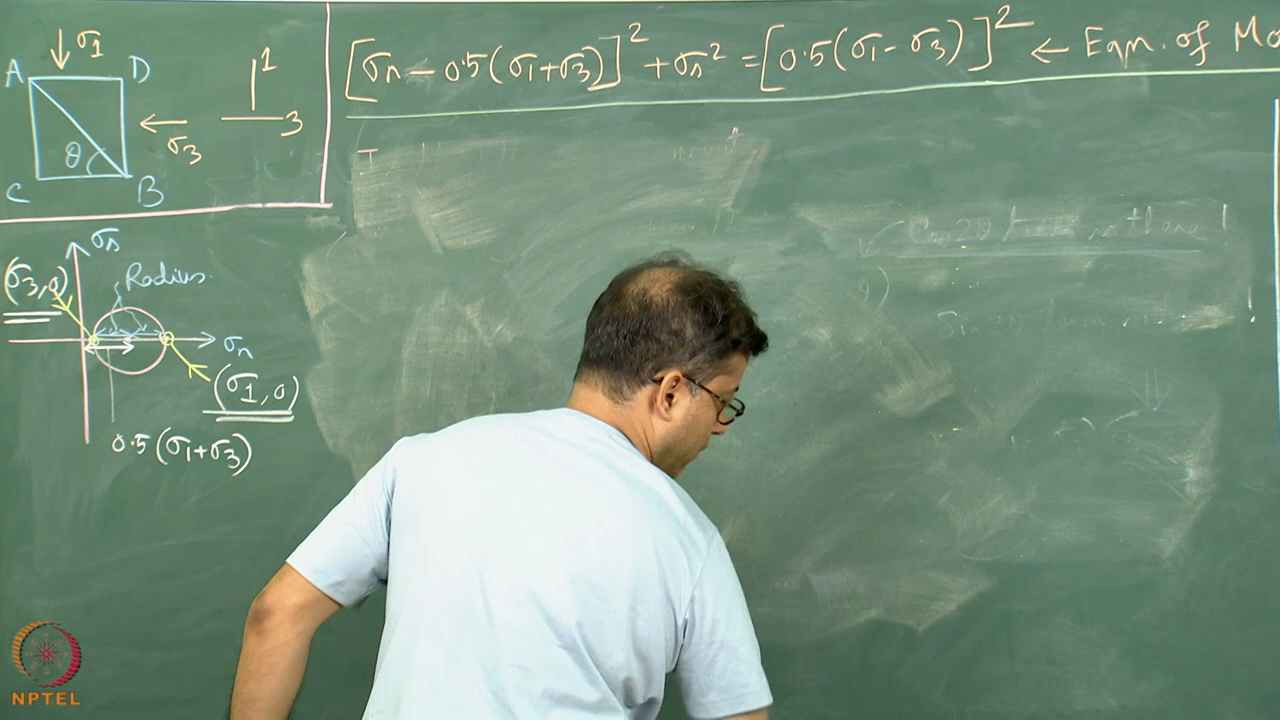 σ1
A D
1
3
σ3
θ
C B
[σn - 0.5(σ1+σ3)]² + σs² = [0.5(σ1-σ3)]² ← Eqn. of Mo
σs
(σ3,0)
Radius
σn
(σ1,0)
0.5(σ1+σ3)
NPTEL